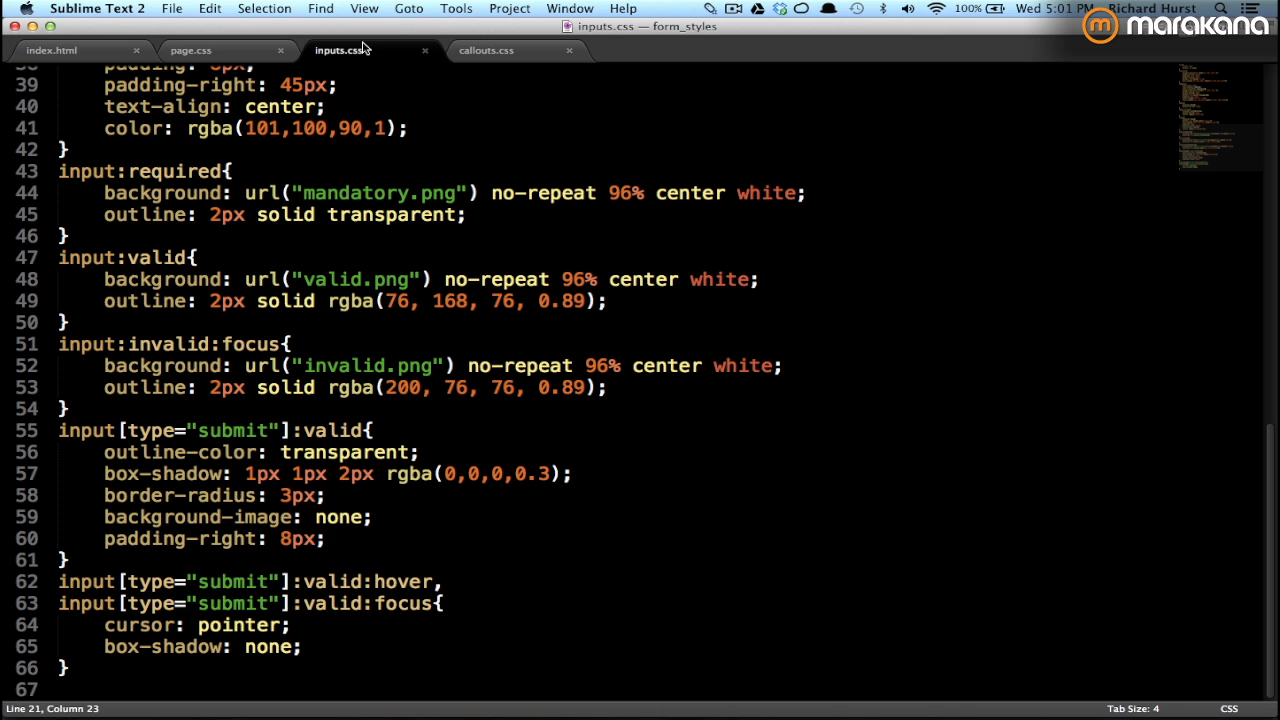 Sublime Text 2 File Edit Selection Find View Goto Tools Project Window Help 100% Wed 5:01 PM Richard Hurst
marakana
inputs.css — form_styles
index.html × page.css × inputs.css × callouts.css ×
38 padding: 8px;
39 padding-right: 45px;
40 text-align: center;
41 color: rgba(101,100,90,1);
42 }
43 input:required{
44 background: url("mandatory.png") no-repeat 96% center white;
45 outline: 2px solid transparent;
46 }
47 input:valid{
48 background: url("valid.png") no-repeat 96% center white;
49 outline: 2px solid rgba(76, 168, 76, 0.89);
50 }
51 input:invalid:focus{
52 background: url("invalid.png") no-repeat 96% center white;
53 outline: 2px solid rgba(200, 76, 76, 0.89);
54 }
55 input[type="submit"]:valid{
56 outline-color: transparent;
57 box-shadow: 1px 1px 2px rgba(0,0,0,0.3);
58 border-radius: 3px;
59 background-image: none;
60 padding-right: 8px;
61 }
62 input[type="submit"]:valid:hover,
63 input[type="submit"]:valid:focus{
64 cursor: pointer;
65 box-shadow: none;
66 }
67
Line 21, Column 23 Tab Size: 4 CSS